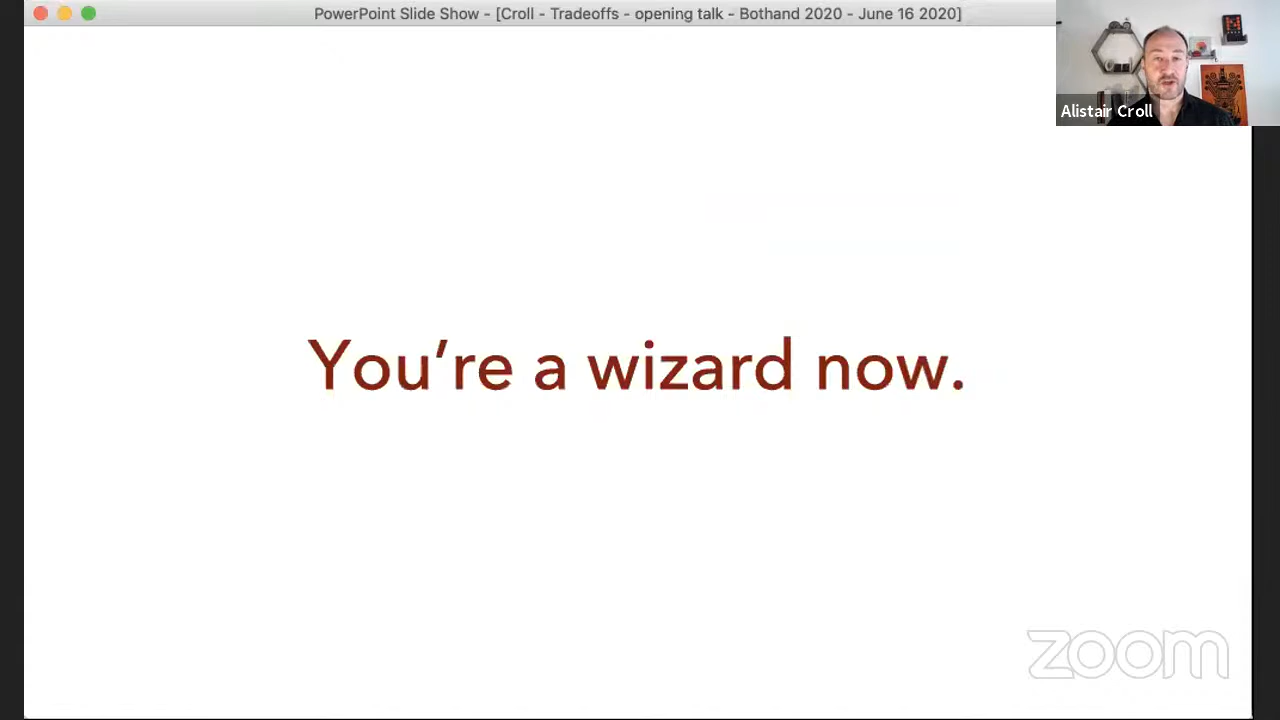 PowerPoint Slide Show - [Croll - Tradeoffs - opening talk - Bothand 2020 - June 16 2020]
Alistair Croll
You're a wizard now.
zoom